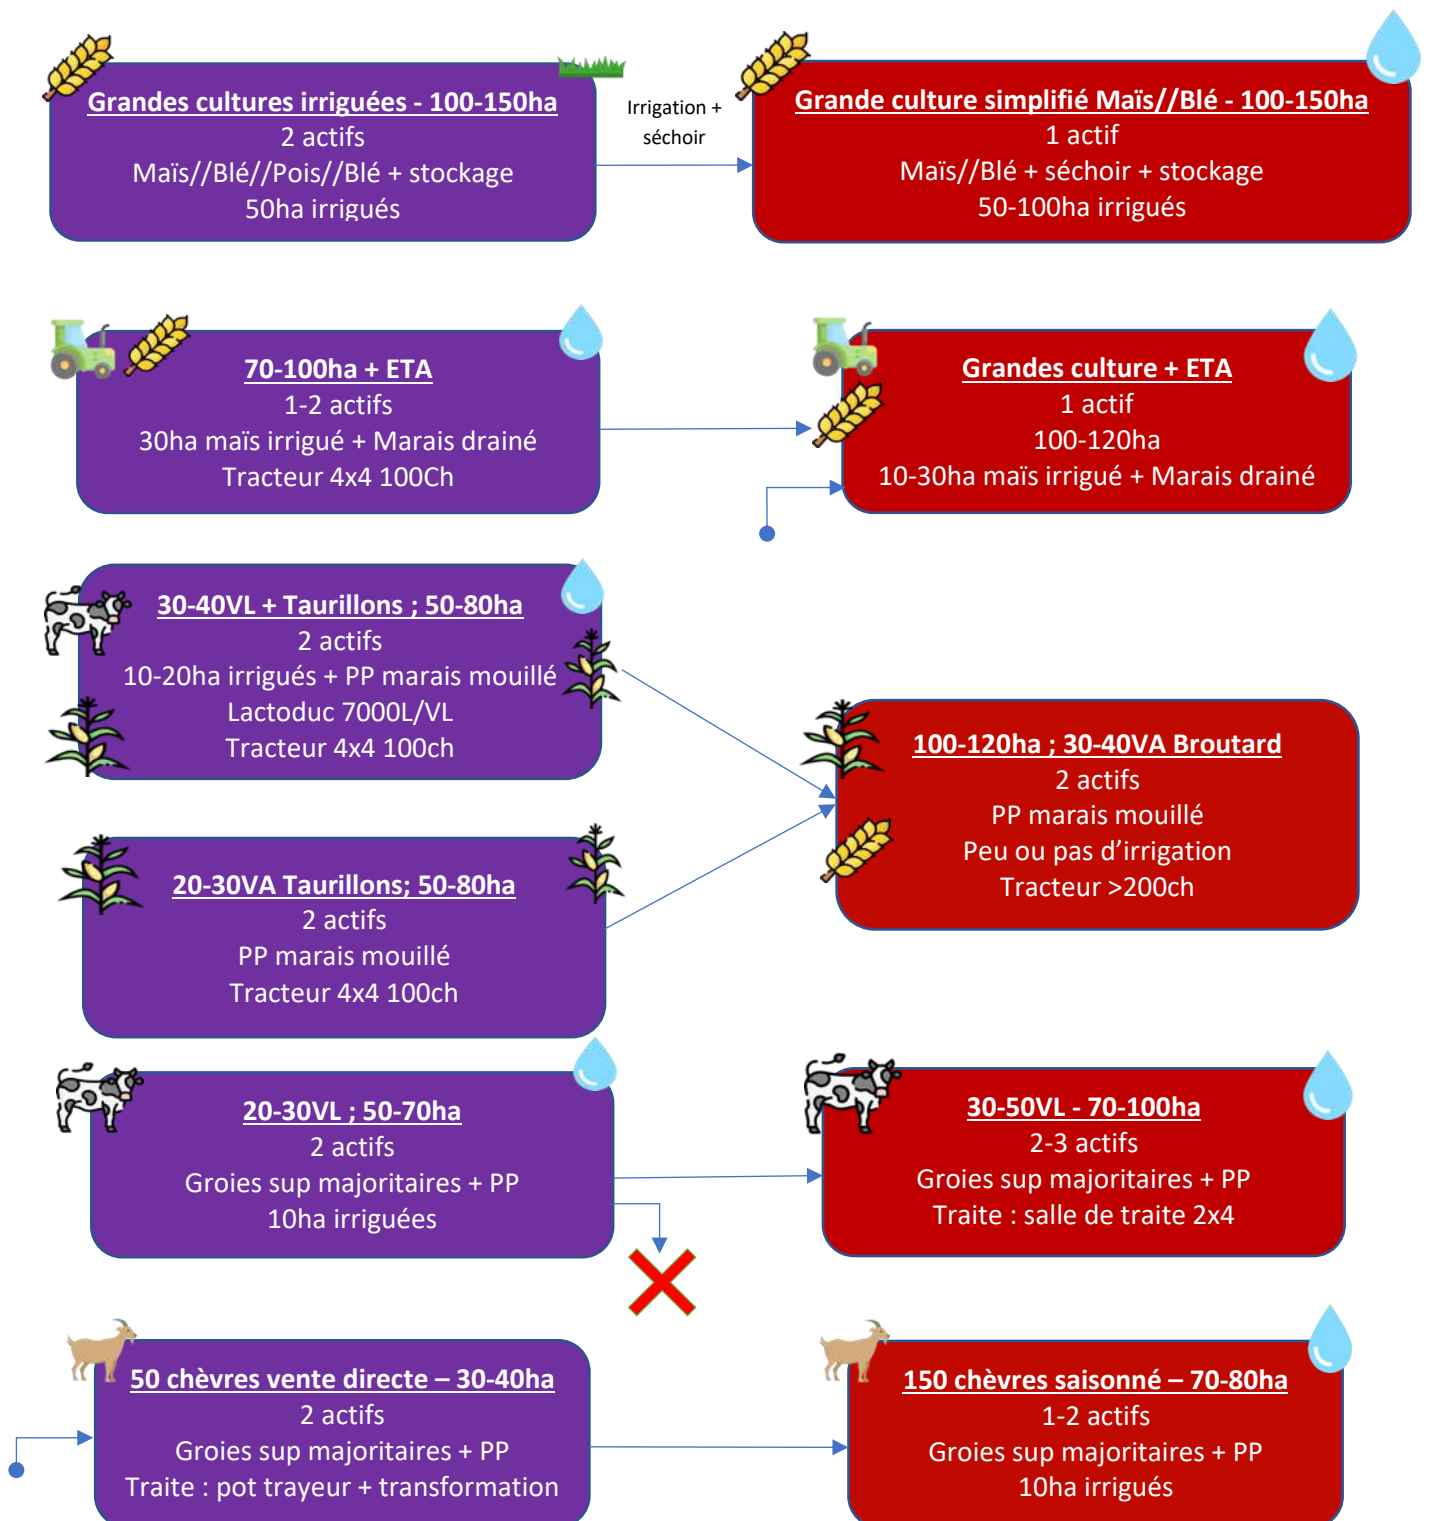 Grandes cultures irriguées - 100-150ha
2 actifs
Maïs//Blé//Pois//Blé + stockage
50ha irrigués
Irrigation +
séchoir
Grande culture simplifié Maïs//Blé - 100-150ha
1 actif
Maïs//Blé + séchoir + stockage
50-100ha irrigués
70-100ha + ETA
1-2 actifs
30ha maïs irrigué + Marais drainé
Tracteur 4x4 100Ch
Grandes culture + ETA
1 actif
100-120ha
10-30ha maïs irrigué + Marais drainé
30-40VL + Taurillons ; 50-80ha
2 actifs
10-20ha irrigués + PP marais mouillé
Lactoduc 7000L/VL
Tracteur 4x4 100ch
100-120ha ; 30-40VA Broutard
2 actifs
PP marais mouillé
Peu ou pas d’irrigation
Tracteur >200ch
20-30VA Taurillons; 50-80ha
2 actifs
PP marais mouillé
Tracteur 4x4 100ch
20-30VL ; 50-70ha
2 actifs
Groies sup majoritaires + PP
10ha irriguées
30-50VL - 70-100ha
2-3 actifs
Groies sup majoritaires + PP
Traite : salle de traite 2x4
50 chèvres vente directe – 30-40ha
2 actifs
Groies sup majoritaires + PP
Traite : pot trayeur + transformation
150 chèvres saisonné – 70-80ha
1-2 actifs
Groies sup majoritaires + PP
10ha irrigués